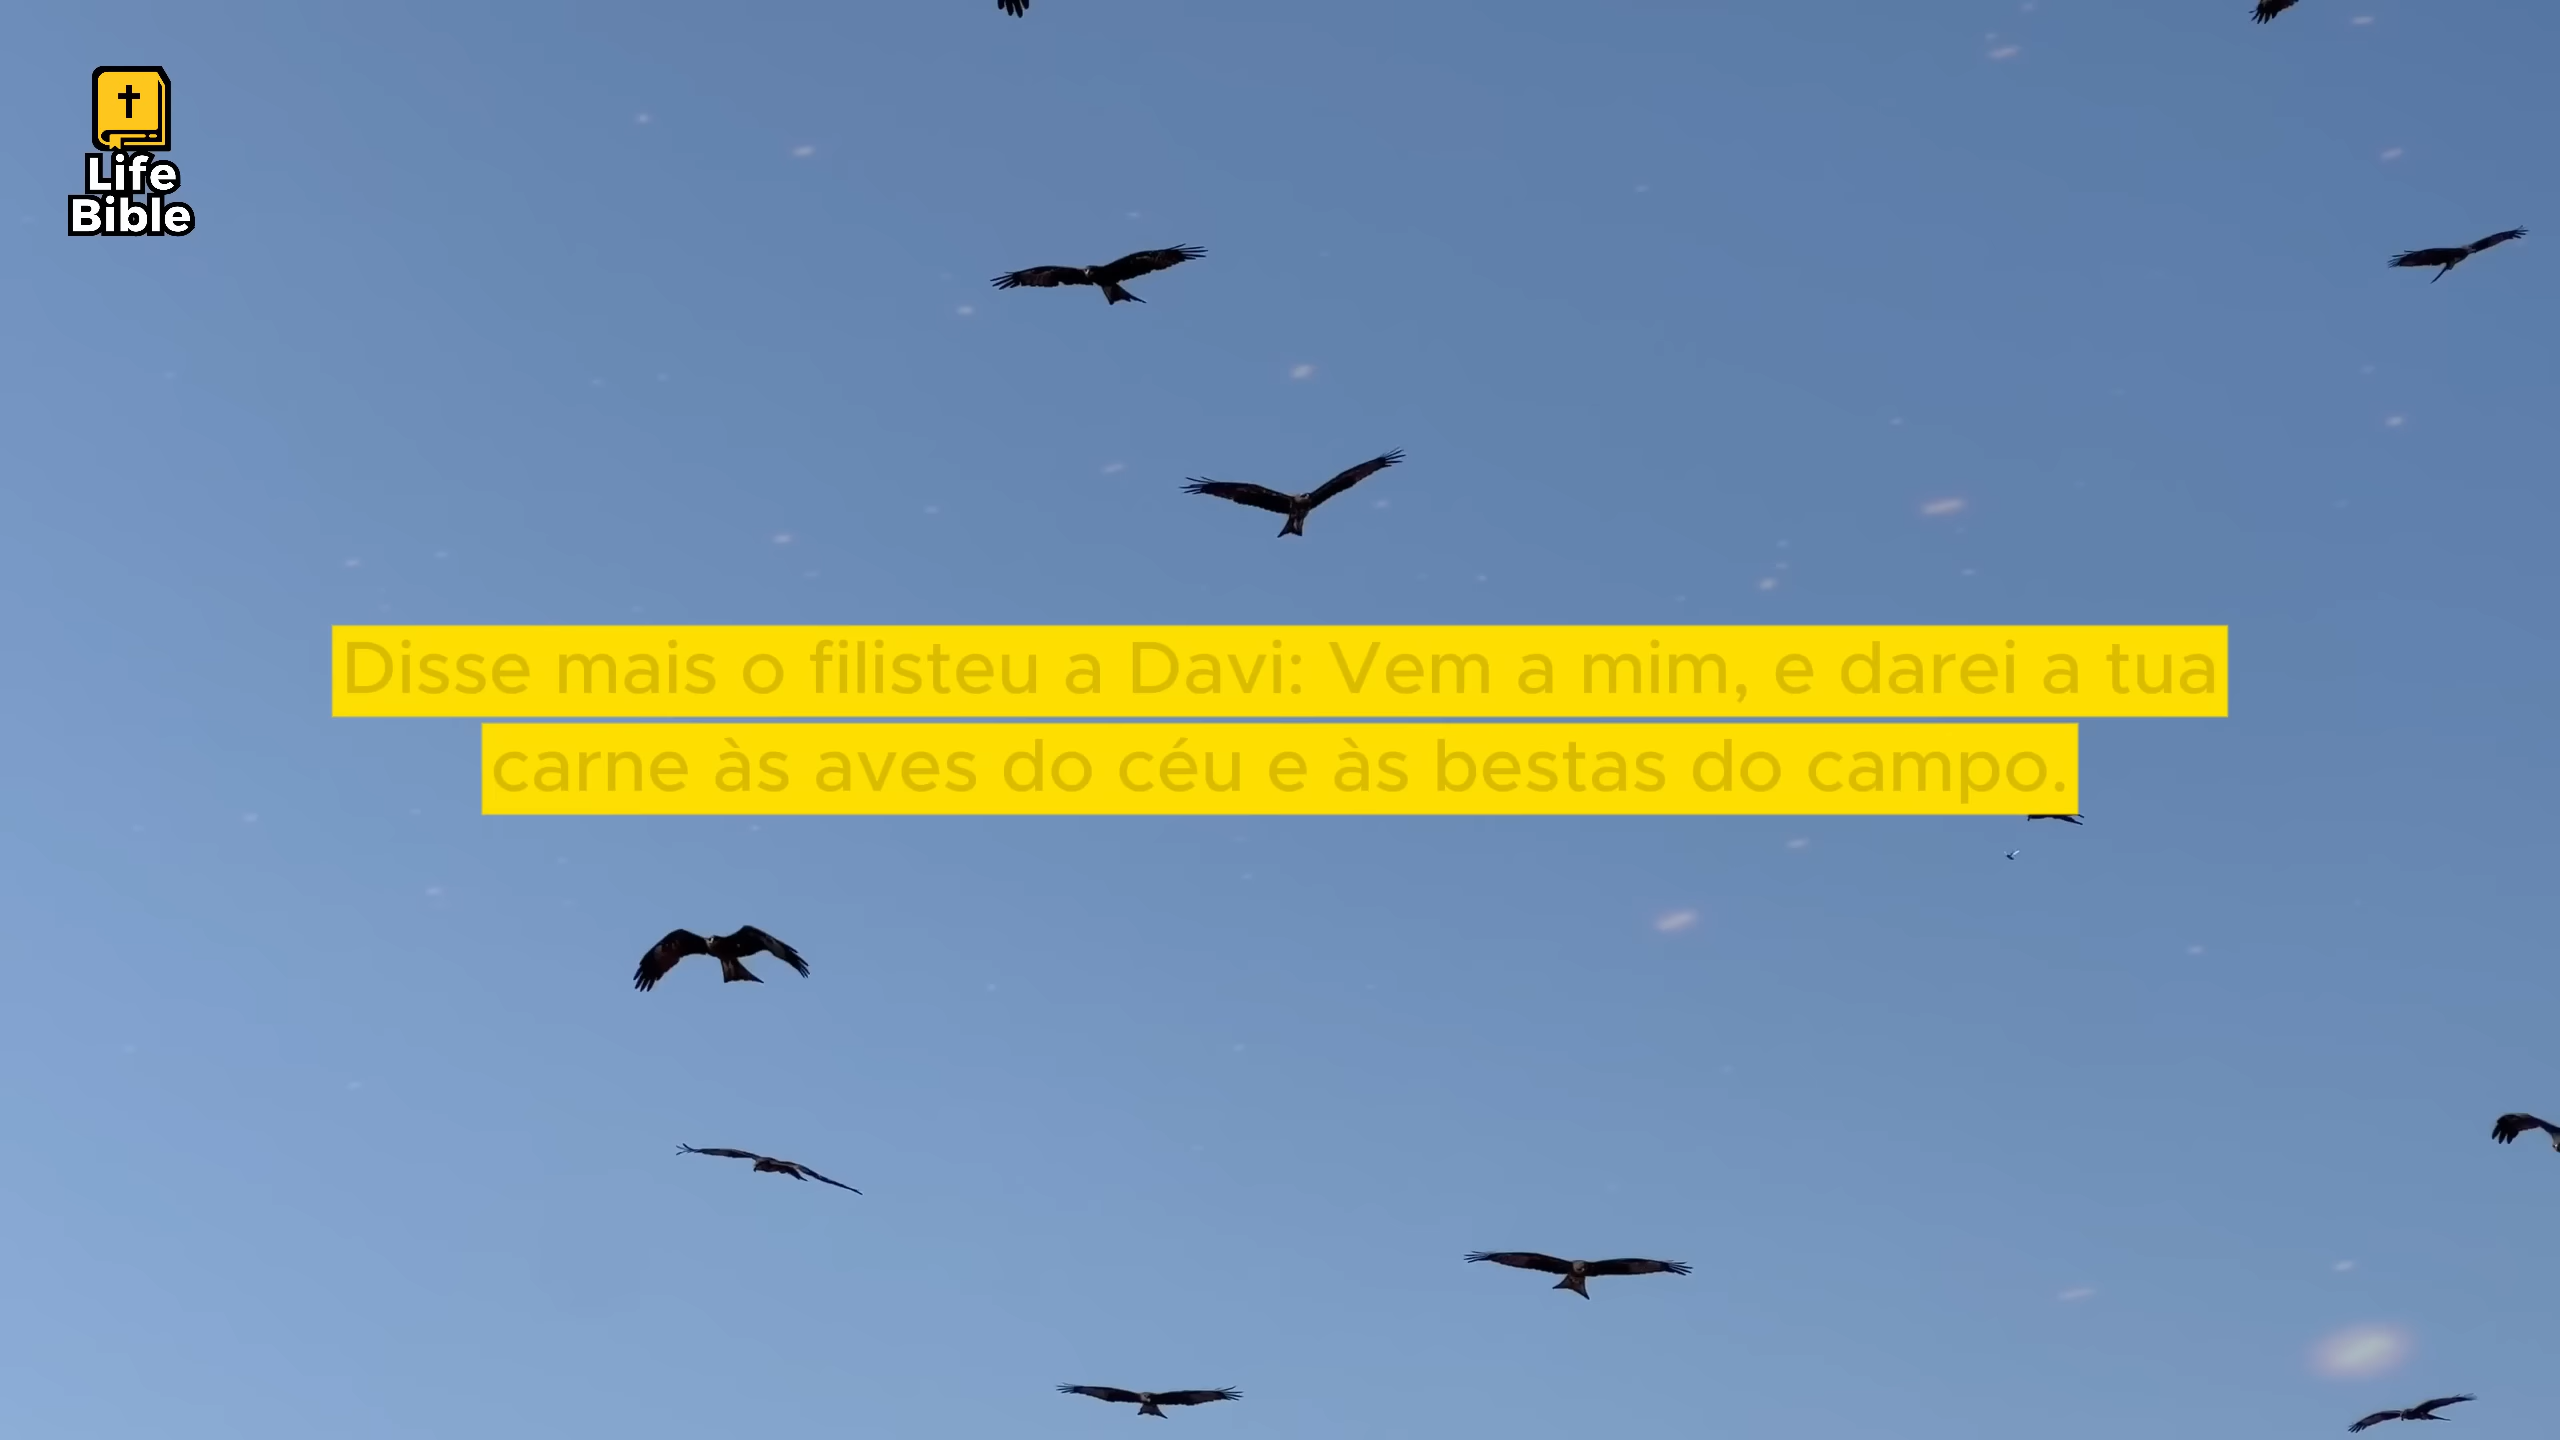 Life
Bible
Disse mais o filisteu a Davi: Vem a mim, e darei a tua
carne às aves do céu e às bestas do campo.